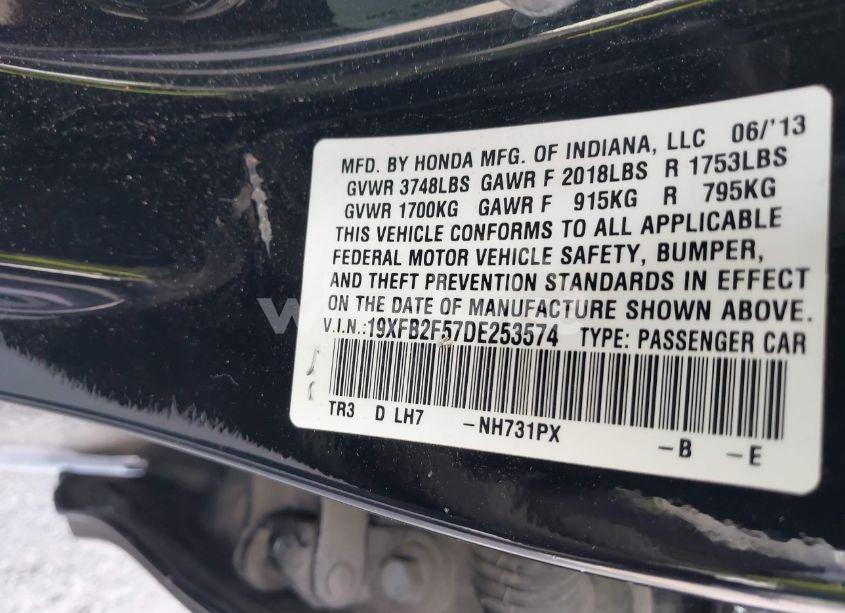 MFD. BY HONDA MFG. OF INDIANA, LLC 06/'13
GVWR 3748LBS GAWR F 2018LBS R 1753LBS
GVWR 1700KG GAWR F 915KG R 795KG
THIS VEHICLE CONFORMS TO ALL APPLICABLE
FEDERAL MOTOR VEHICLE SAFETY, BUMPER,
AND THEFT PREVENTION STANDARDS IN EFFECT
ON THE DATE OF MANUFACTURE SHOWN ABOVE.
V.I.N.:19XFB2F57DE253574 TYPE: PASSENGER CAR
TR3 D LH7 -NH731PX -B -E